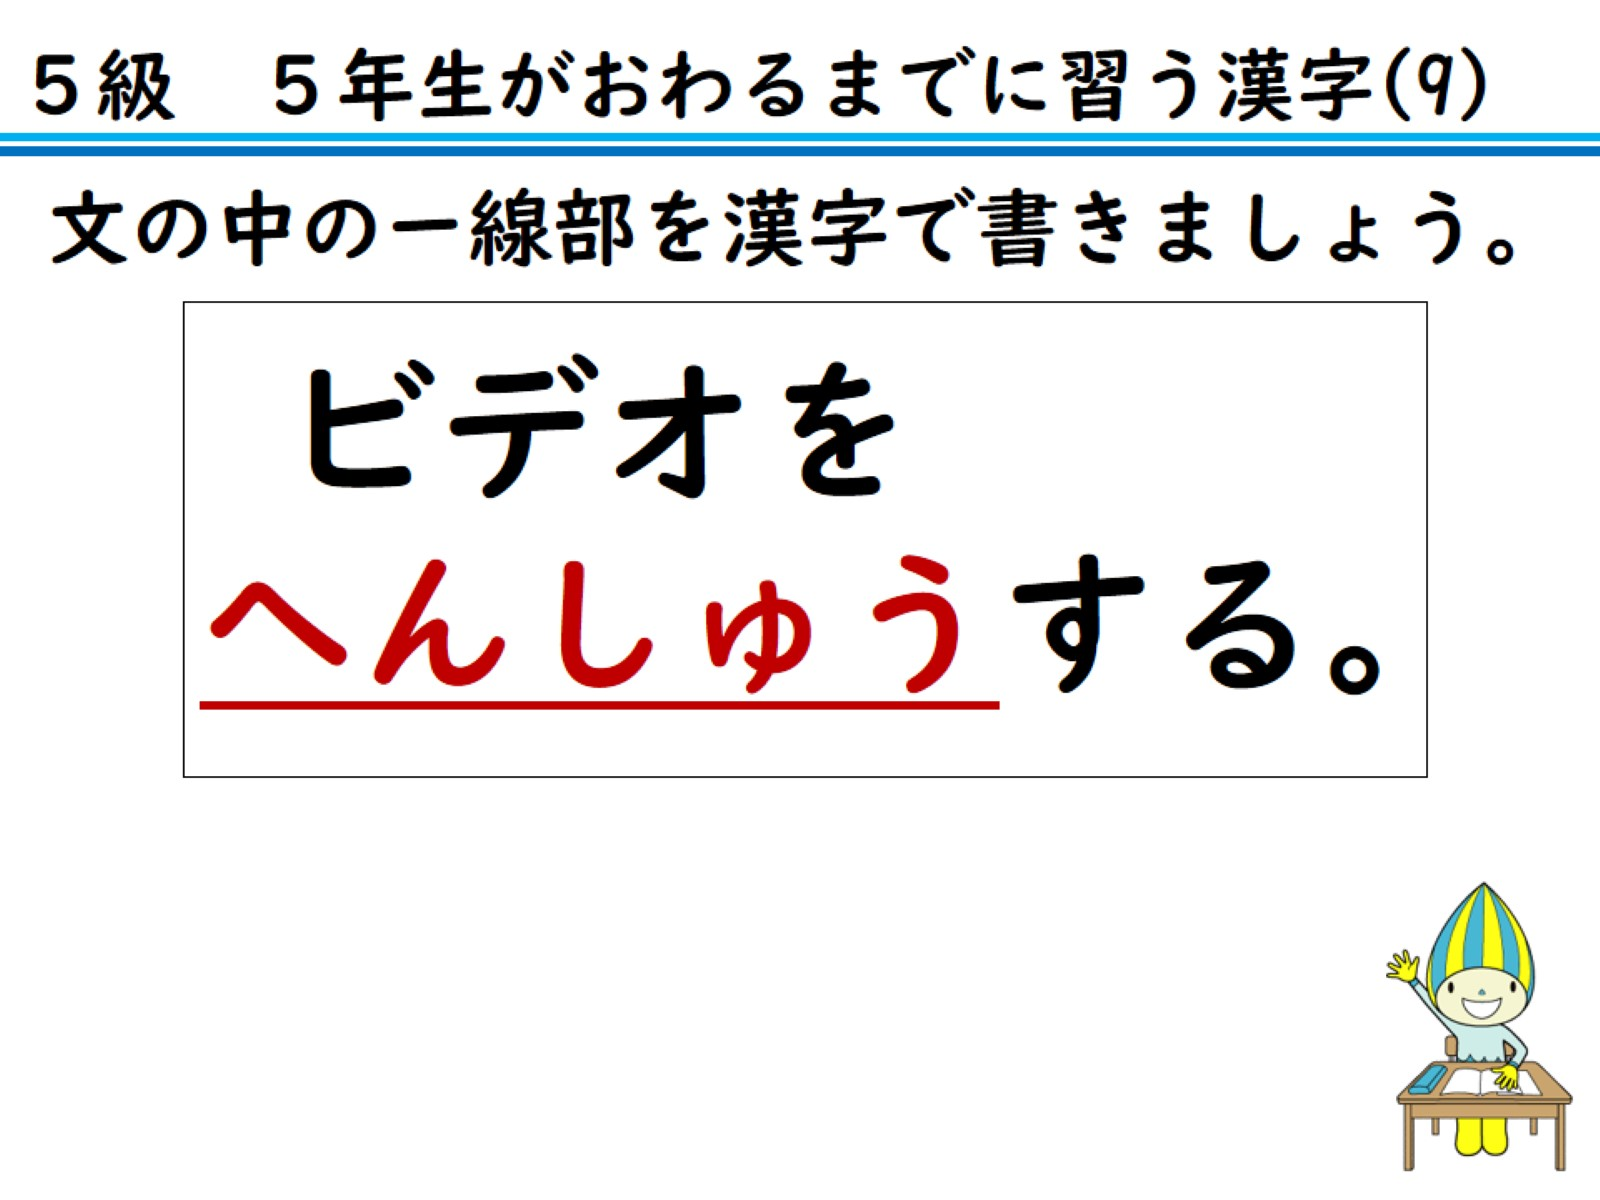 ５級　５年生がおわるまでに習う漢字(９)
文の中の一線部を漢字で書きましょう。
ビデオを
へんしゅうする。